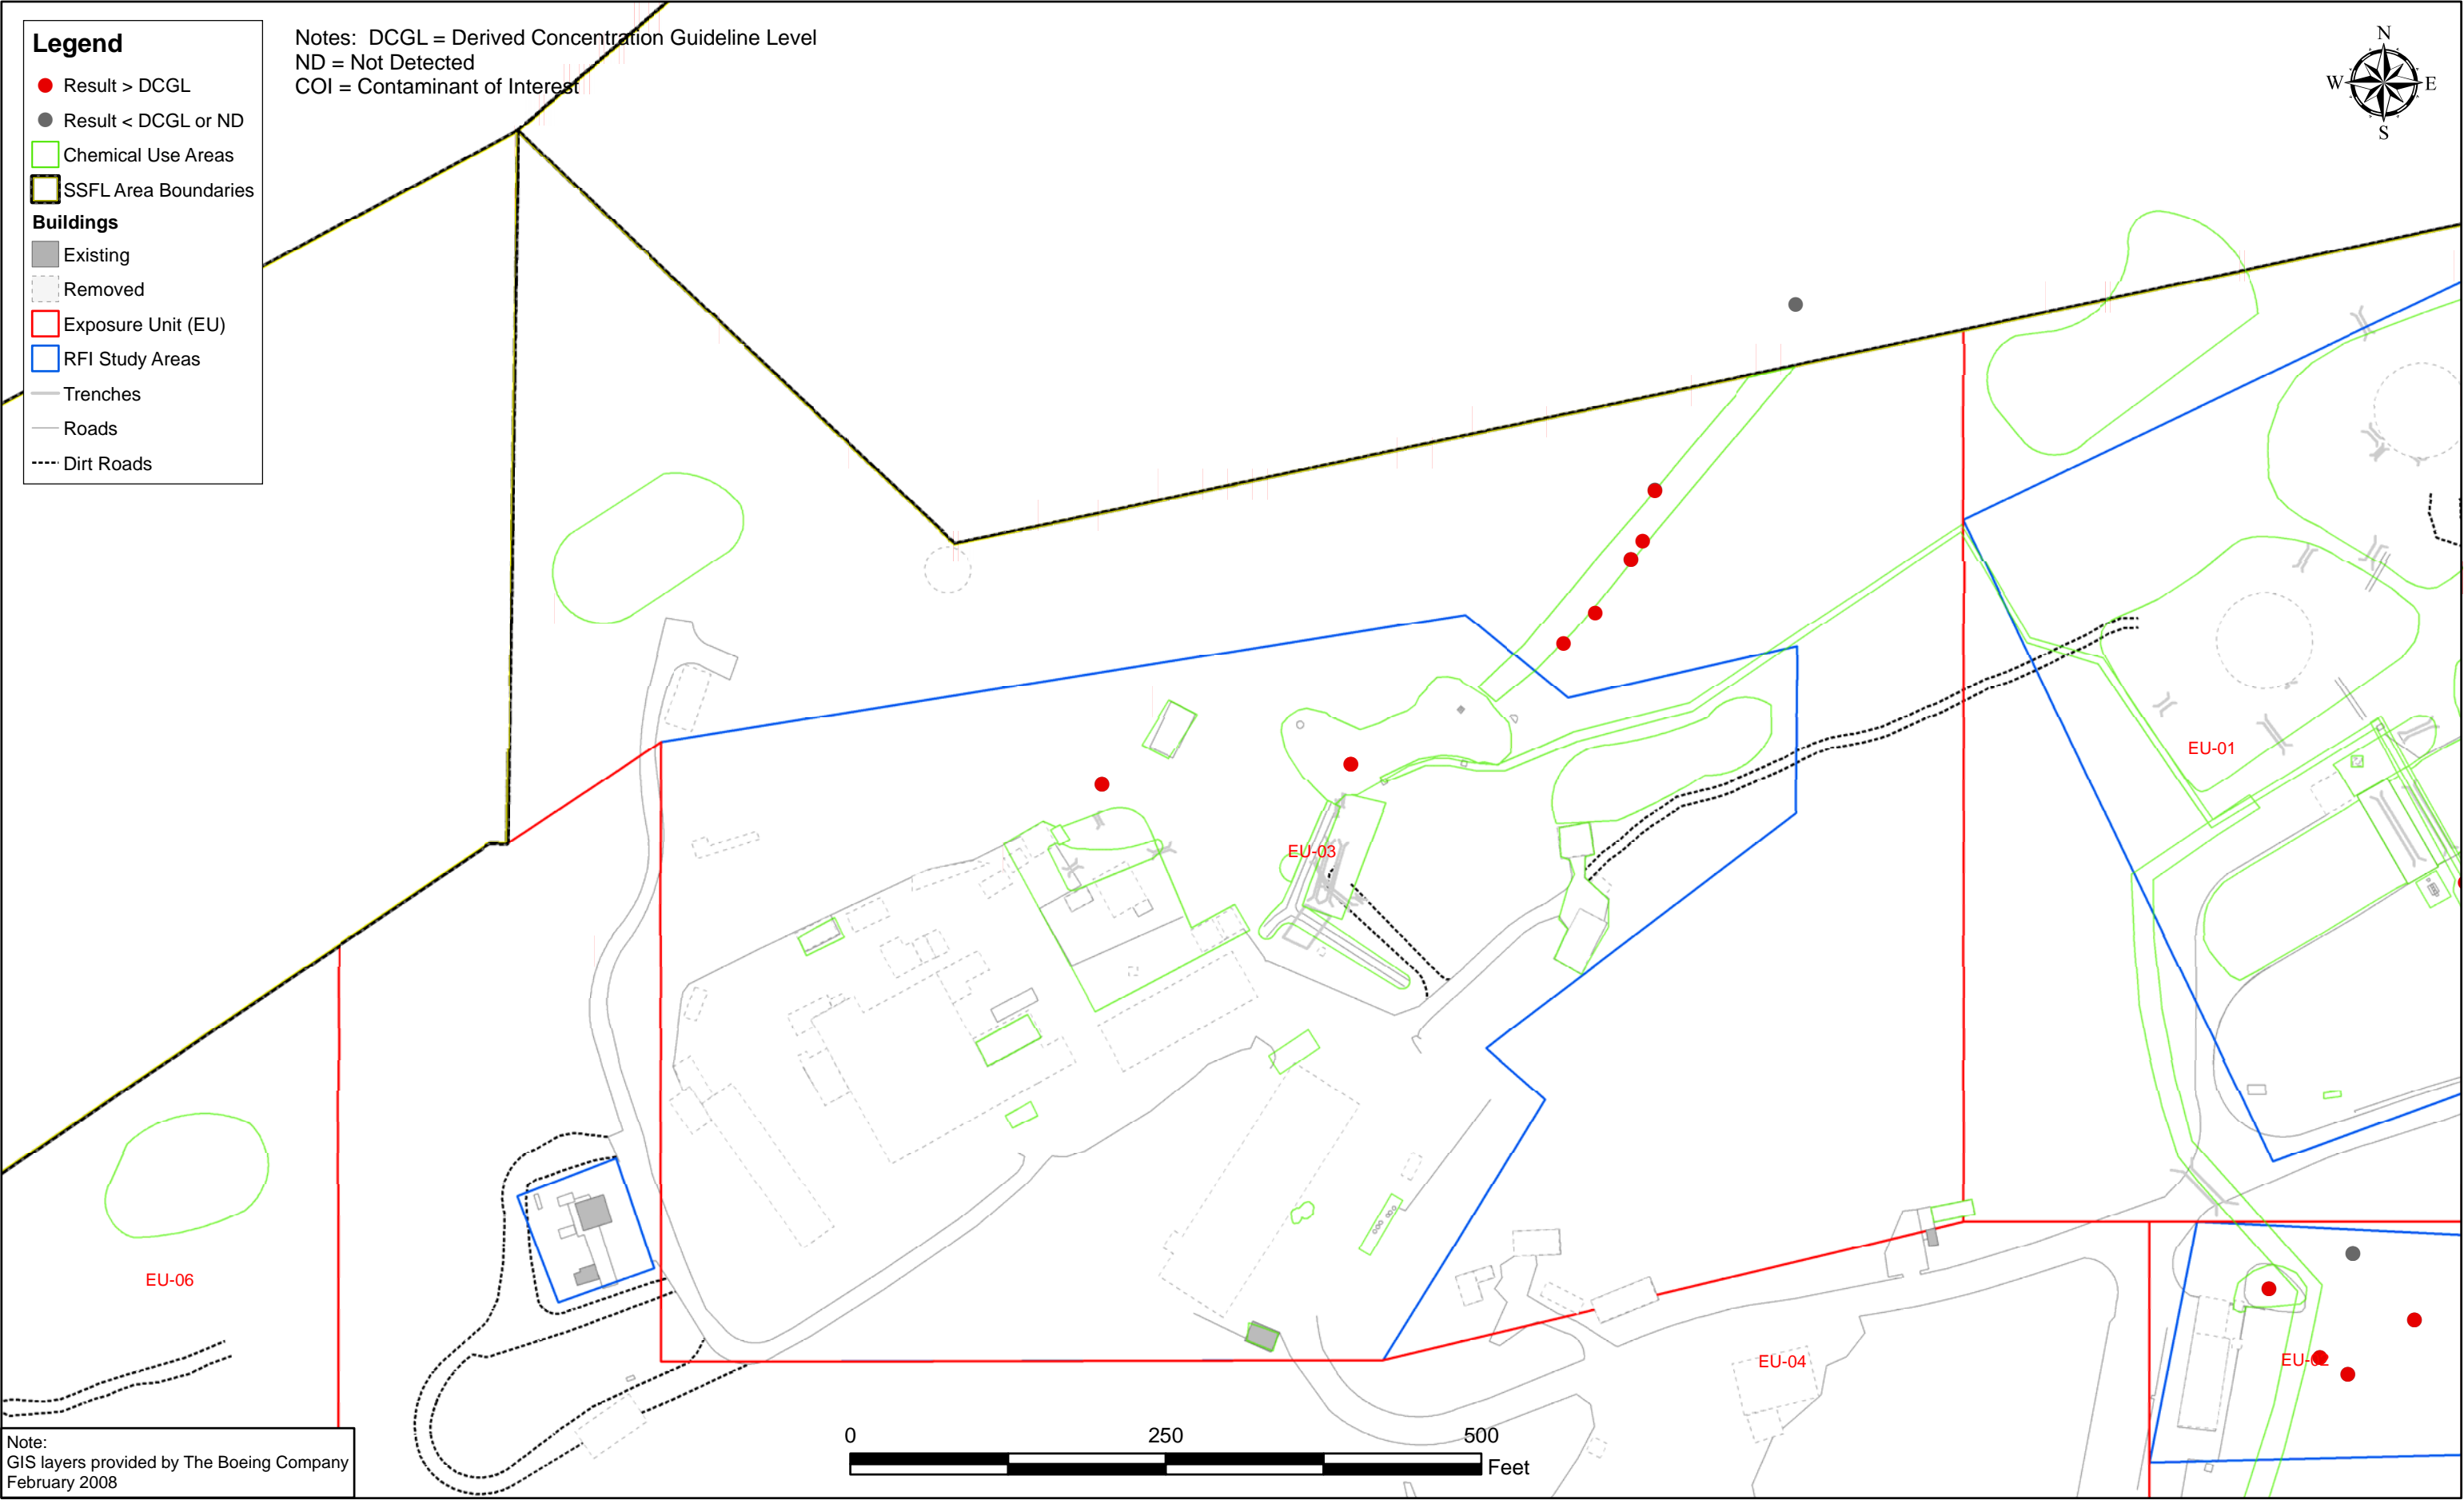 Legend
Result > DCGL
Result < DCGL or ND
Chemical Use Areas
SSFL Area Boundaries
Buildings
Existing
Removed
Exposure Unit (EU)
RFI Study Areas
Trenches
Roads
Dirt Roads
Notes: DCGL = Derived Concentration Guideline Level
ND = Not Detected
COI = Contaminant of Interest
N
W E
S
EU-01
EU-03
EU-06
EU-04
EU-02
0 250 500
Feet
Note:
GIS layers provided by The Boeing Company
February 2008